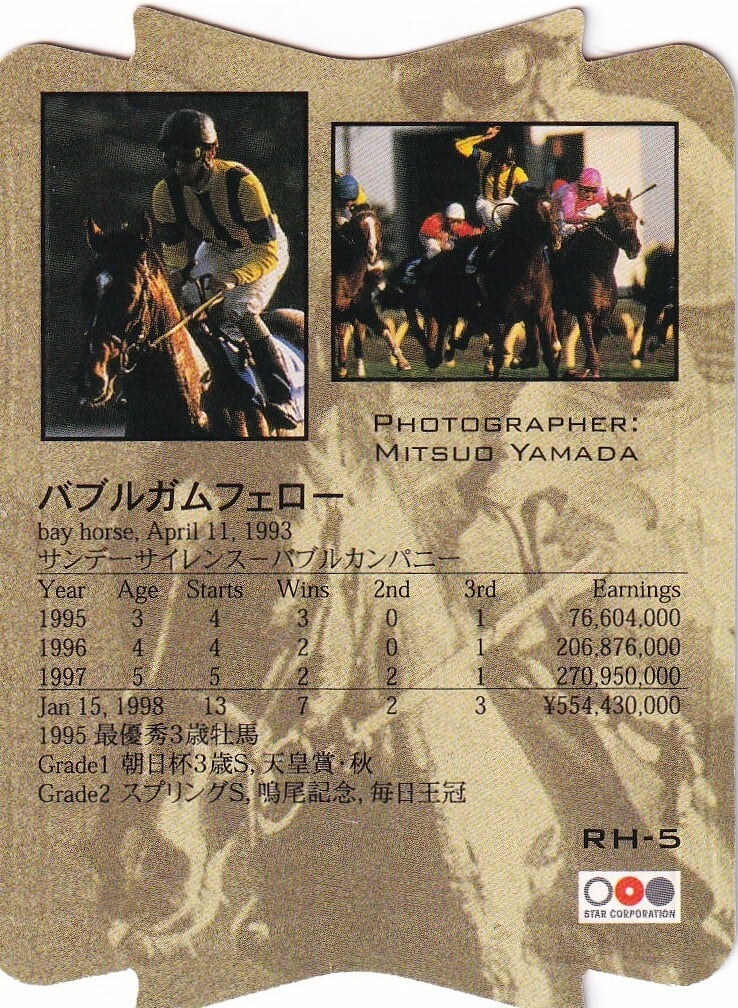 PHOTOGRAPHER:
MITSUO YAMADA
バブルガムフェロー
bay horse, April 11, 1993
サンデーサイレンス－バブルカンパニー
Year Age Starts Wins 2nd 3rd Earnings
1995 3 4 3 0 1 76,604,000
1996 4 4 2 0 1 206,876,000
1997 5 5 2 2 1 270,950,000
Jan 15, 1998 13 7 2 3 ¥554,430,000
1995 最優秀3歳牡馬
Grade1 朝日杯3歳S, 天皇賞・秋
Grade2 スプリングS, 鳴尾記念, 毎日王冠
RH-5
STAR CORPORATION